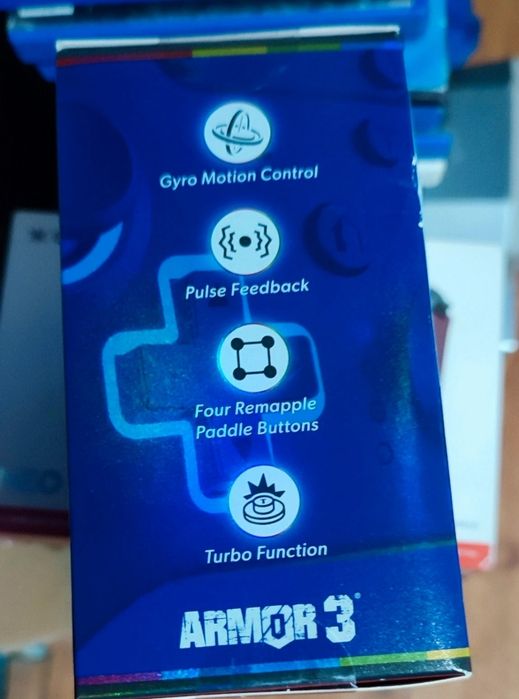 Gyro Motion Control
Pulse Feedback
Four Remapple
Paddle Buttons
Turbo Function
ARMOR 3